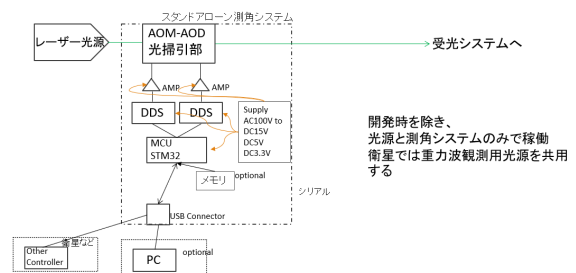 スタンドアローン測角システム
レーザー光源
AOM-AOD
光掃引部
受光システムへ
AMP
AMP
DDS
DDS
Supply
AC100V to
DC15V
DC5V
DC3.3V
MCU
STM32
メモリ
optional
シリアル
USB Connector
衛星など
Other
Controller
PC
optional
開発時を除き、
光源と測角システムのみで稼働
衛星では重力波観測用光源を共用
する